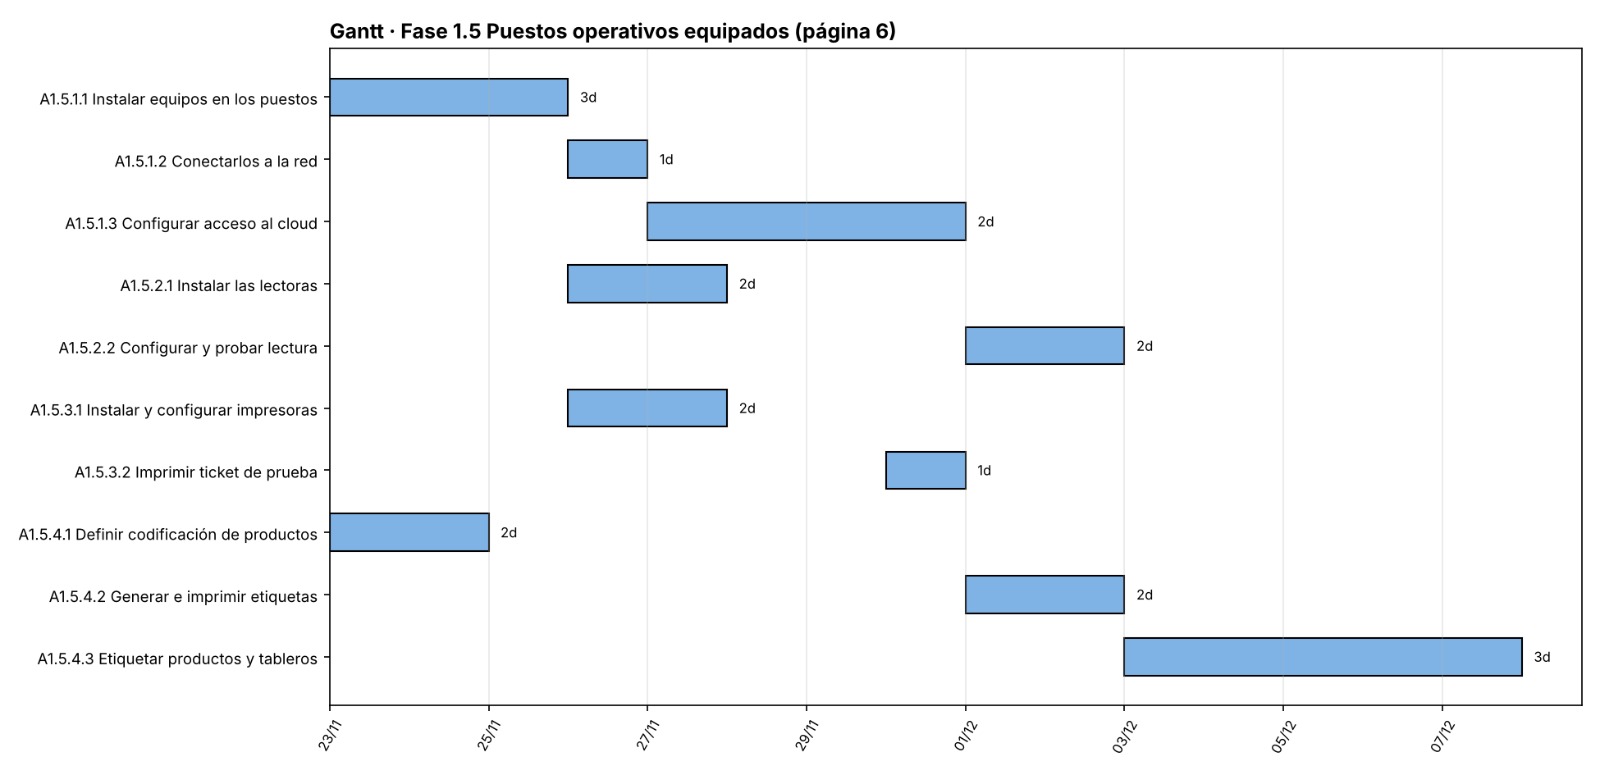 Gantt · Fase 1.5 Puestos operativos equipados (página 6)
A1.5.1.1 Instalar equipos en los puestos 3d
A1.5.1.2 Conectarlos a la red 1d
A1.5.1.3 Configurar acceso al cloud 2d
A1.5.2.1 Instalar las lectoras 2d
A1.5.2.2 Configurar y probar lectura 2d
A1.5.3.1 Instalar y configurar impresoras 2d
A1.5.3.2 Imprimir ticket de prueba 1d
A1.5.4.1 Definir codificación de productos 2d
A1.5.4.2 Generar e imprimir etiquetas 2d
A1.5.4.3 Etiquetar productos y tableros 3d
23/11 25/11 27/11 29/11 01/12 03/12 05/12 07/12